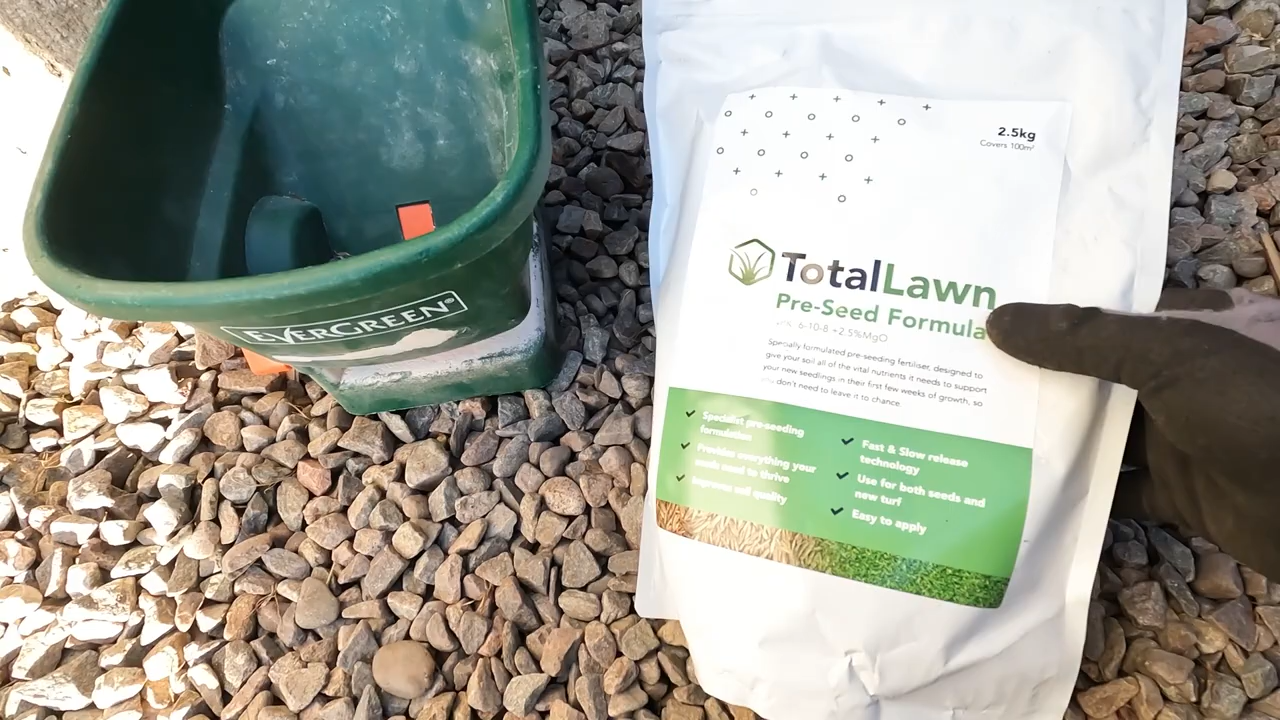 EVERGREEN®
2.5kg
Covers 100m²
TotalLawn
Pre-Seed Formula
6-10-8 +2.5%MgO
Specially formulated pre-seeding fertiliser, designed to
give your soil all of the vital nutrients it needs to support
your new seedlings in their first few weeks of growth, so
don't need to leave it to chance.
Specialist pre-seeding
formulation
Provides everything your
seeds need to thrive
Improves soil quality
Fast & Slow release
technology
Use for both seeds and
new turf
Easy to apply